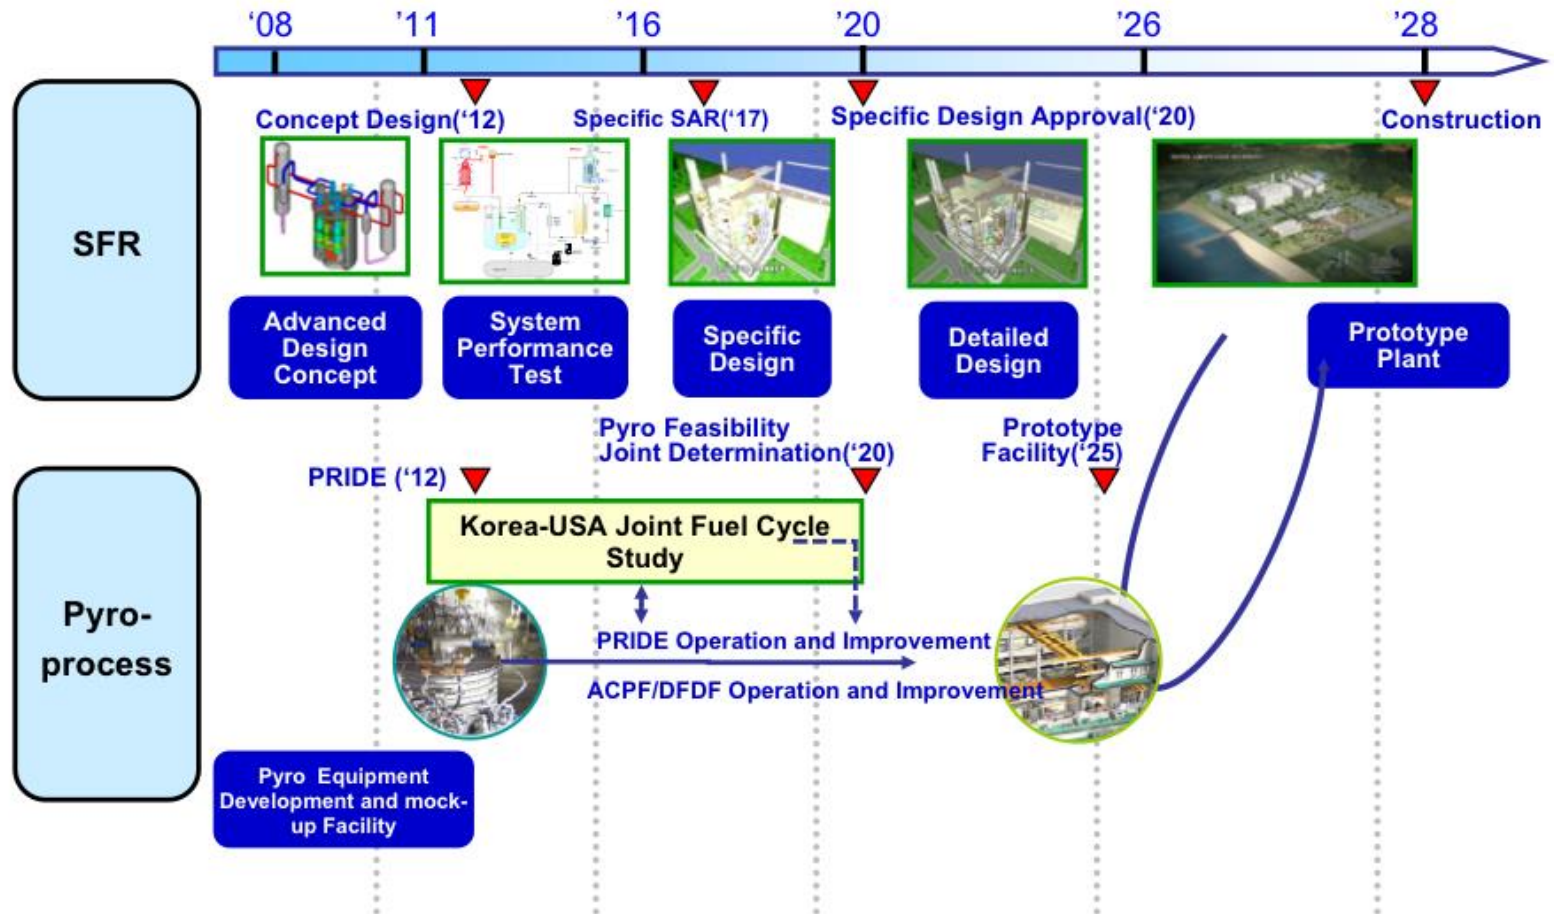 ‘08 ’11 ’16 ’20 ’26 ’28
Concept Design(‘12)
Specific SAR(‘17)
Specific Design Approval(‘20)
Construction
SFR
Advanced
Design
Concept
System
Performance
Test
Specific
Design
Detailed
Design
Prototype
Plant
Pyro Feasibility
Joint Determination(‘20)
Prototype
Facility(‘25)
PRIDE (‘12)
Korea-USA Joint Fuel Cycle
Study
Pyro-
process
PRIDE Operation and Improvement
ACPF/DFDF Operation and Improvement
Pyro Equipment
Development and mock-
up Facility